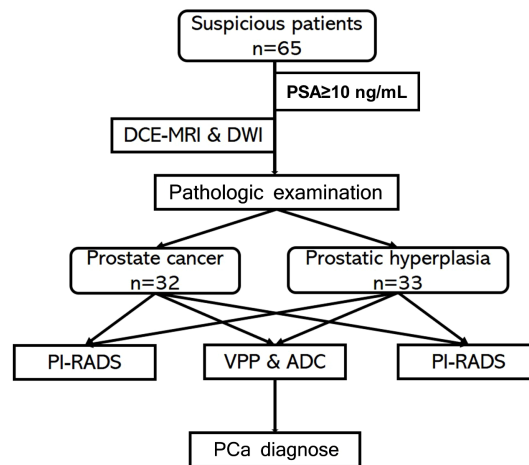 Suspicious patients
n=65
PSA≥10 ng/mL
DCE-MRI & DWI
Pathologic examination
Prostate cancer
n=32
Prostatic hyperplasia
n=33
PI-RADS
VPP & ADC
PI-RADS
PCa diagnose